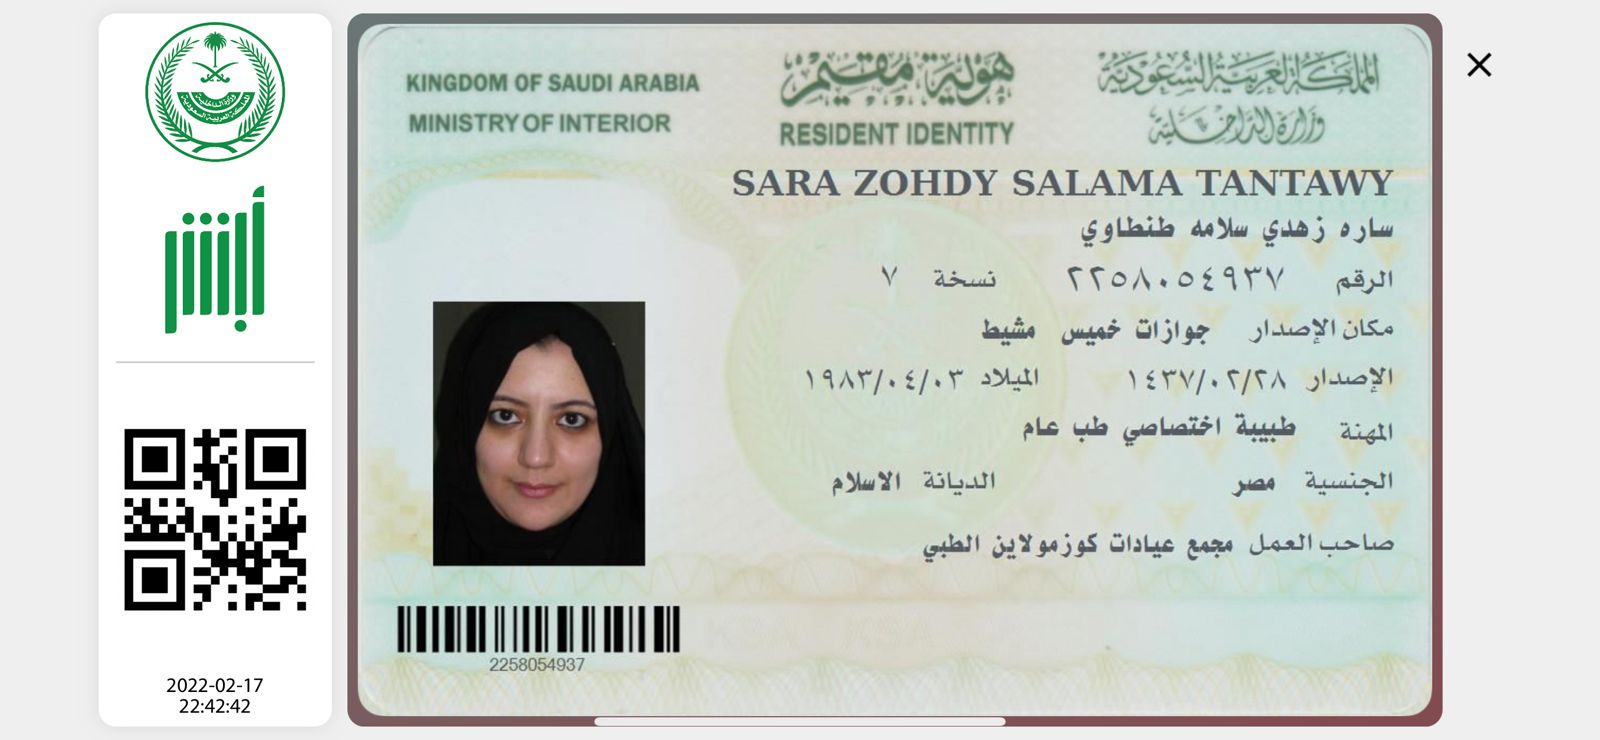 KINGDOM OF SAUDI ARABIA
MINISTRY OF INTERIOR
هوية مقيم
RESIDENT IDENTITY
المملكة العربية السعودية
وزارة الداخلية
SARA ZOHDY SALAMA TANTAWY
ساره زهدي سلامه طنطاوي
الرقم ٢٢٥٨٠٥٤٩٣٧ نسخة ٧
مكان الإصدار جوازات خميس مشيط
الإصدار ١٤٣٧/٠٢/٢٨ الميلاد ١٩٨٣/٠٤/٠٣
المهنة طبيبة اختصاصي طب عام
الجنسية مصر الديانة الاسلام
صاحب العمل مجمع عيادات كوزمولاين الطبي
2258054937
أبشر
2022-02-17
22:42:42